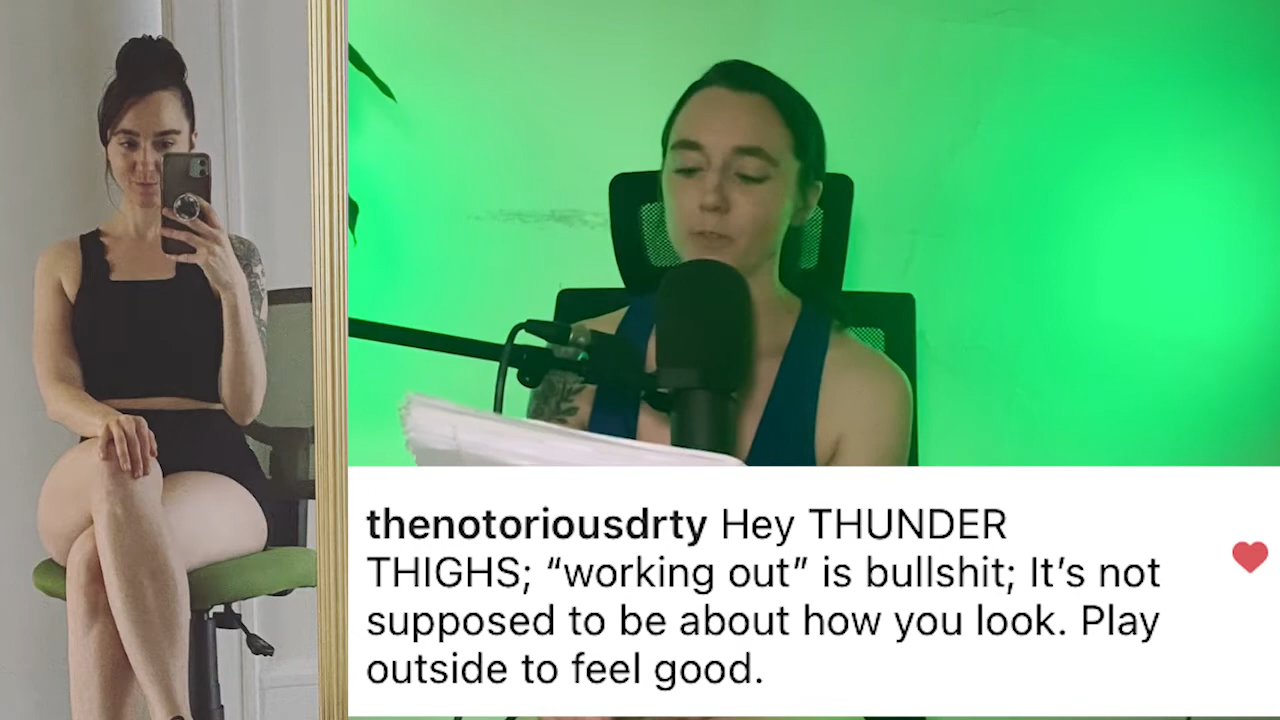 thenotoriousdrty Hey THUNDER
THIGHS; “working out” is bullshit; It’s not
supposed to be about how you look. Play
outside to feel good.